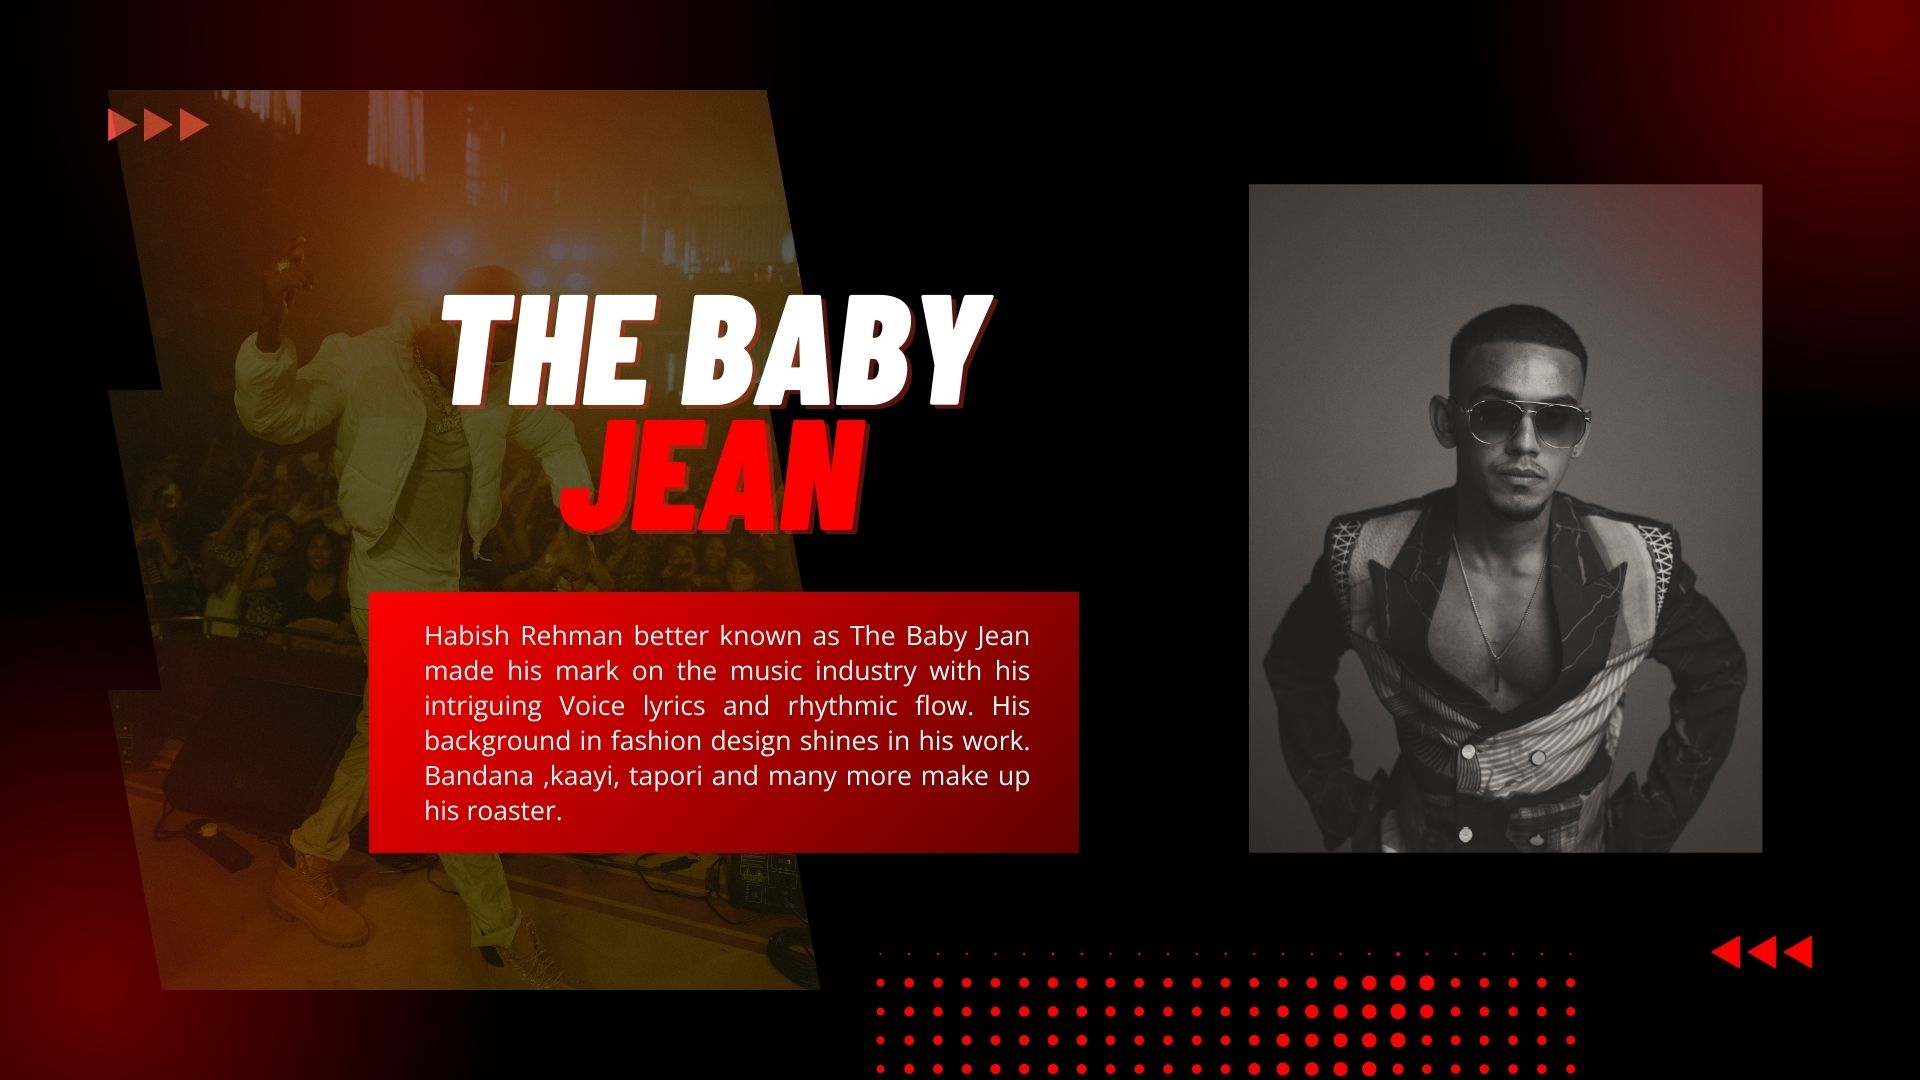 THE BABY
JEAN
Habish Rehman better known as The Baby Jean
made his mark on the music industry with his
intriguing Voice lyrics and rhythmic flow. His
background in fashion design shines in his work.
Bandana ,kaayi, tapori and many more make up
his roaster.